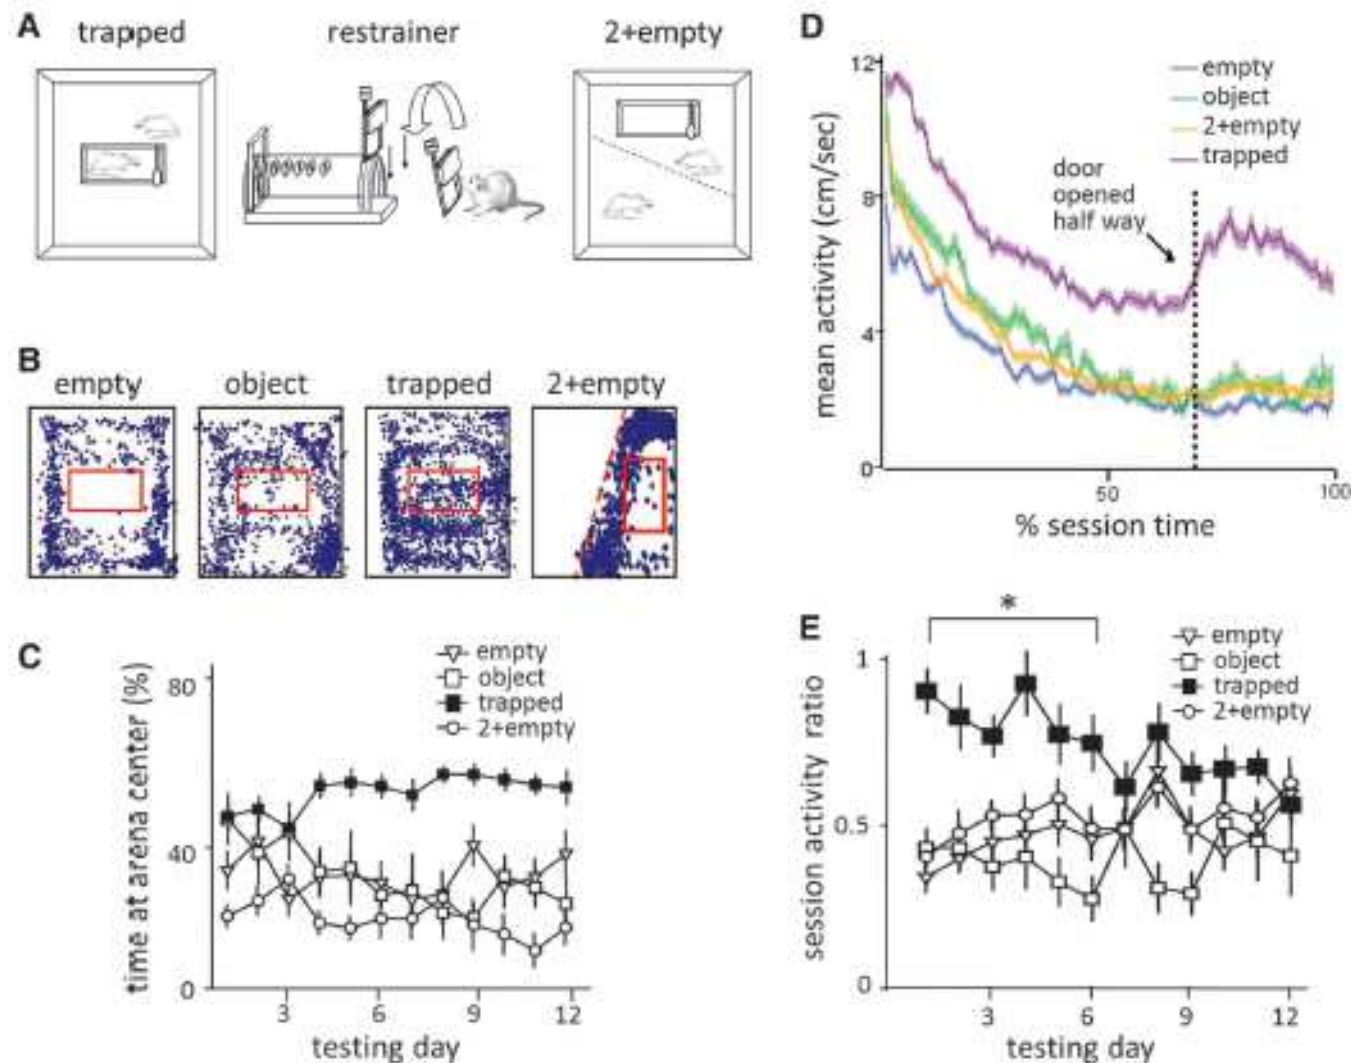 A
trapped
restrainer
2+empty
B
empty
object
trapped
2+empty
C
time at arena center (%)
80
40
0
empty
object
trapped
2+empty
3
6
9
12
testing day
D
mean activity (cm/sec)
12
8
4
0
empty
object
2+empty
trapped
door
opened
half way
50
100
% session time
E
*
session activity ratio
1
0.5
0
empty
object
trapped
2+empty
3
6
9
12
testing day